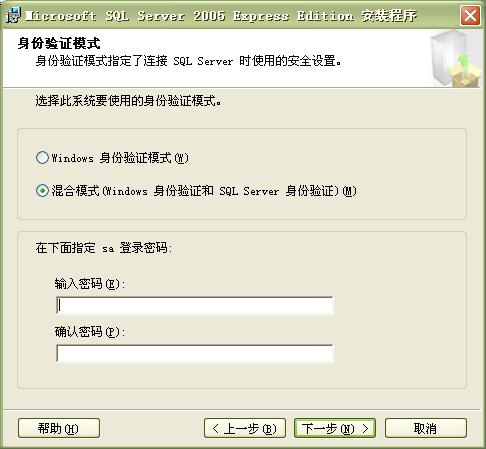 Microsoft SQL Server 2005 Express Edition 安装程序
身份验证模式
身份验证模式指定了连接 SQL Server 时使用的安全设置。
选择此系统要使用的身份验证模式。
Windows 身份验证模式(W)
混合模式(Windows 身份验证和 SQL Server 身份验证)(M)
在下面指定 sa 登录密码:
输入密码(E):
确认密码(P):
帮助(H)
< 上一步(B)
下一步(N) >
取消